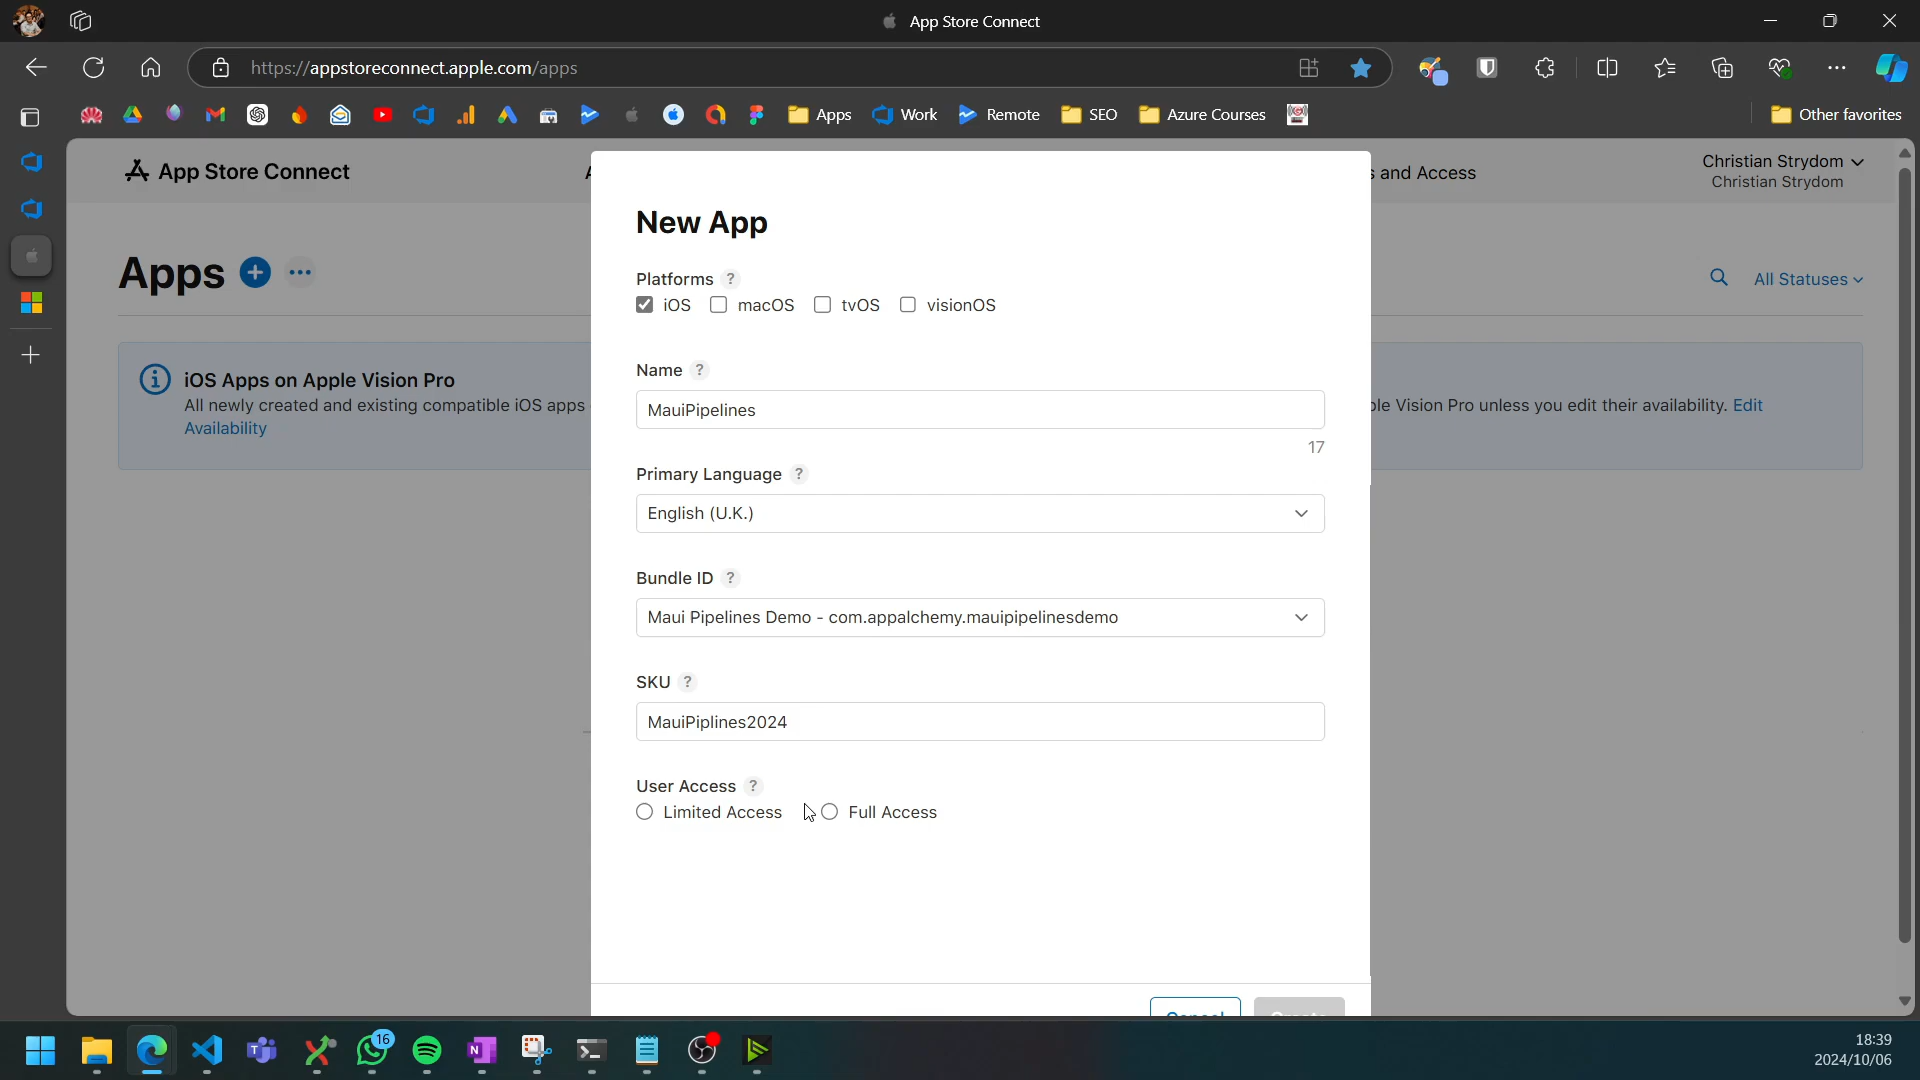 App Store Connect
https://appstoreconnect.apple.com/apps
Apps
Work
Remote
SEO
Azure Courses
Other favorites
App Store Connect
s and Access
Christian Strydom
Christian Strydom
Apps
All Statuses
iOS Apps on Apple Vision Pro
All newly created and existing compatible iOS apps
ple Vision Pro unless you edit their availability. Edit
Availability
New App
Platforms ?
iOS macOS tvOS visionOS
Name ?
MauiPipelines
17
Primary Language ?
English (U.K.)
Bundle ID ?
Maui Pipelines Demo - com.appalchemy.mauipipelinesdemo
SKU ?
MauiPiplines2024
User Access ?
Limited Access Full Access
Cancel
Create
16
18:39
2024/10/06